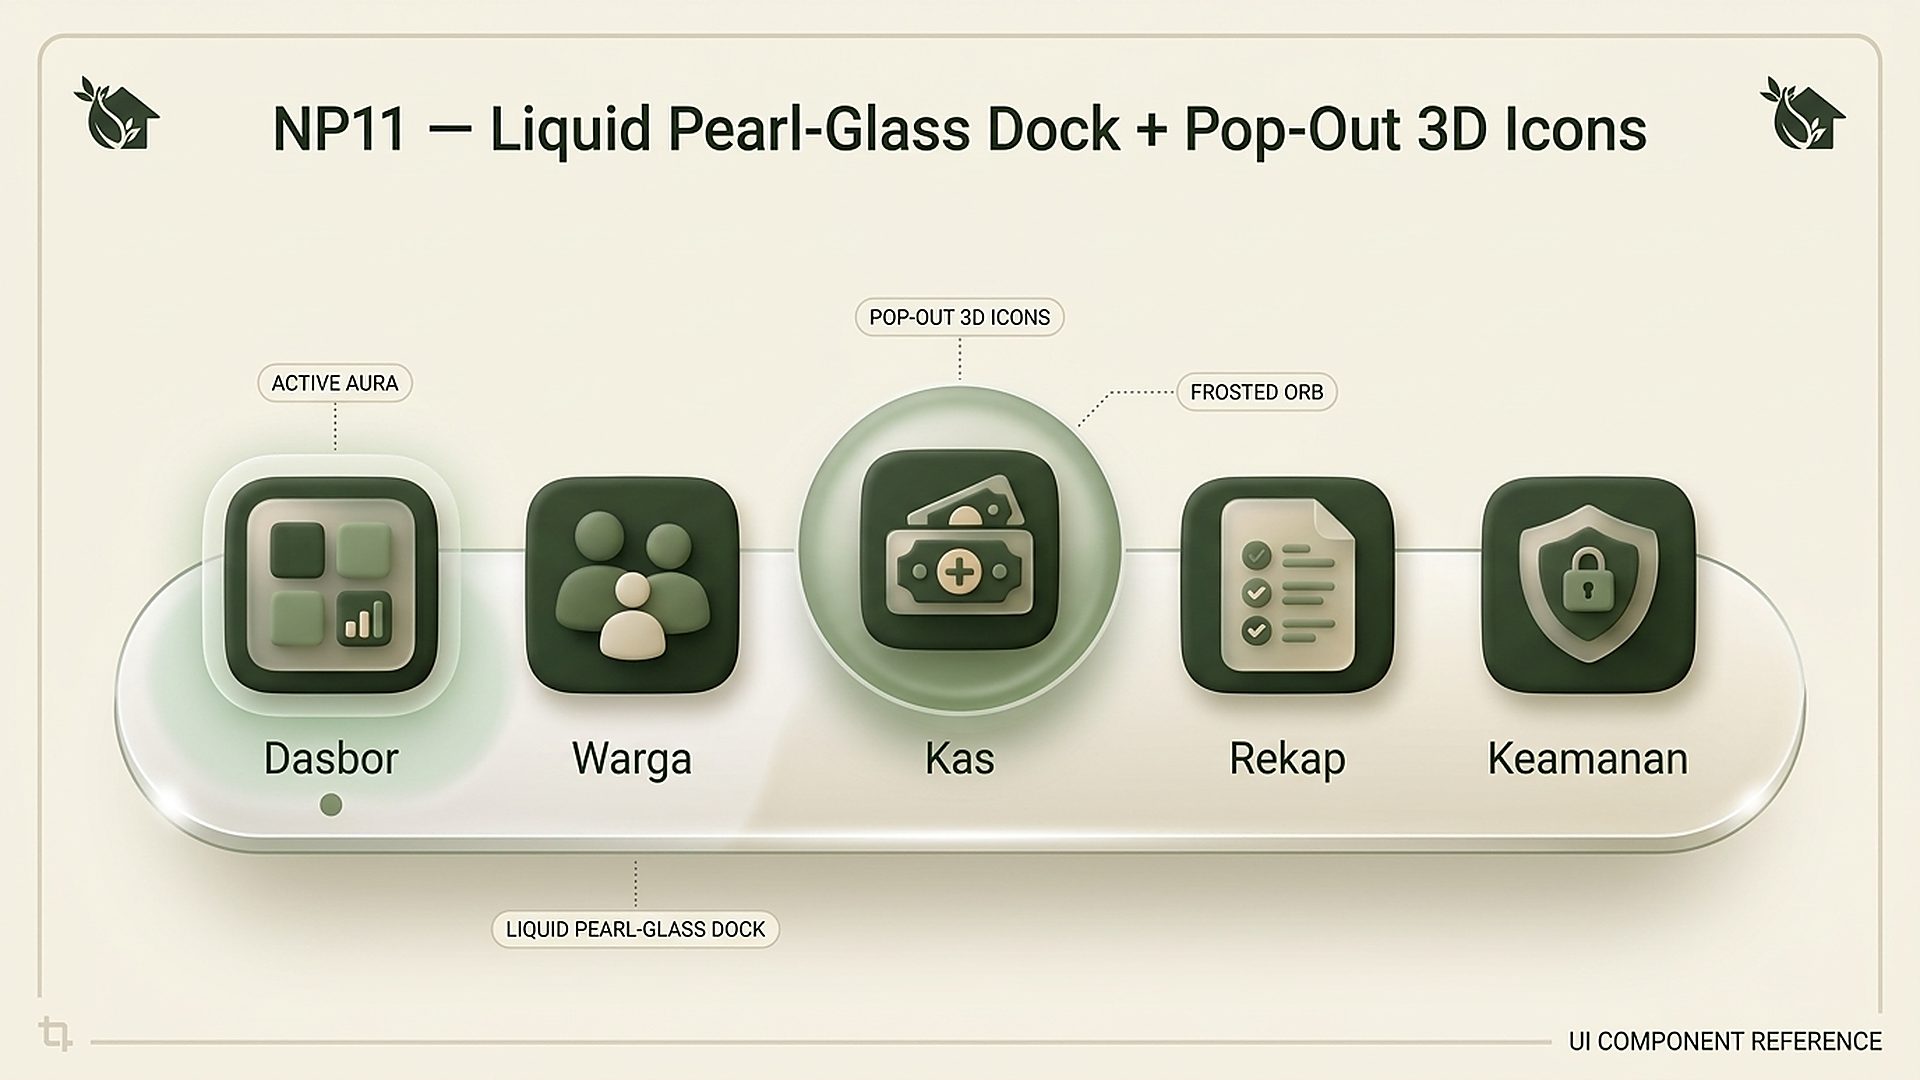 NP11 — Liquid Pearl-Glass Dock + Pop-Out 3D Icons
POP-OUT 3D ICONS
ACTIVE AURA
FROSTED ORB
Dasbor
Warga
Kas
Rekap
Keamanan
LIQUID PEARL-GLASS DOCK
UI COMPONENT REFERENCE